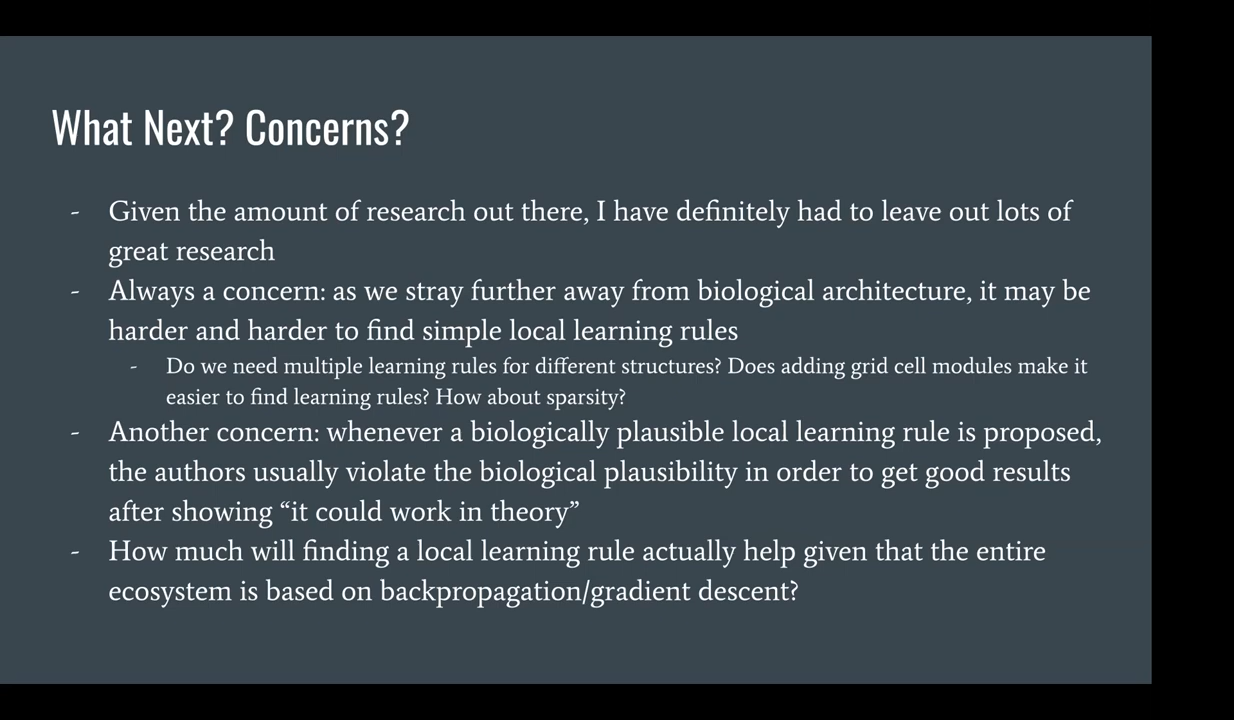 What Next? Concerns?
- Given the amount of research out there, I have definitely had to leave out lots of
great research
- Always a concern: as we stray further away from biological architecture, it may be
harder and harder to find simple local learning rules
- Do we need multiple learning rules for different structures? Does adding grid cell modules make it
easier to find learning rules? How about sparsity?
- Another concern: whenever a biologically plausible local learning rule is proposed,
the authors usually violate the biological plausibility in order to get good results
after showing “it could work in theory”
- How much will finding a local learning rule actually help given that the entire
ecosystem is based on backpropagation/gradient descent?